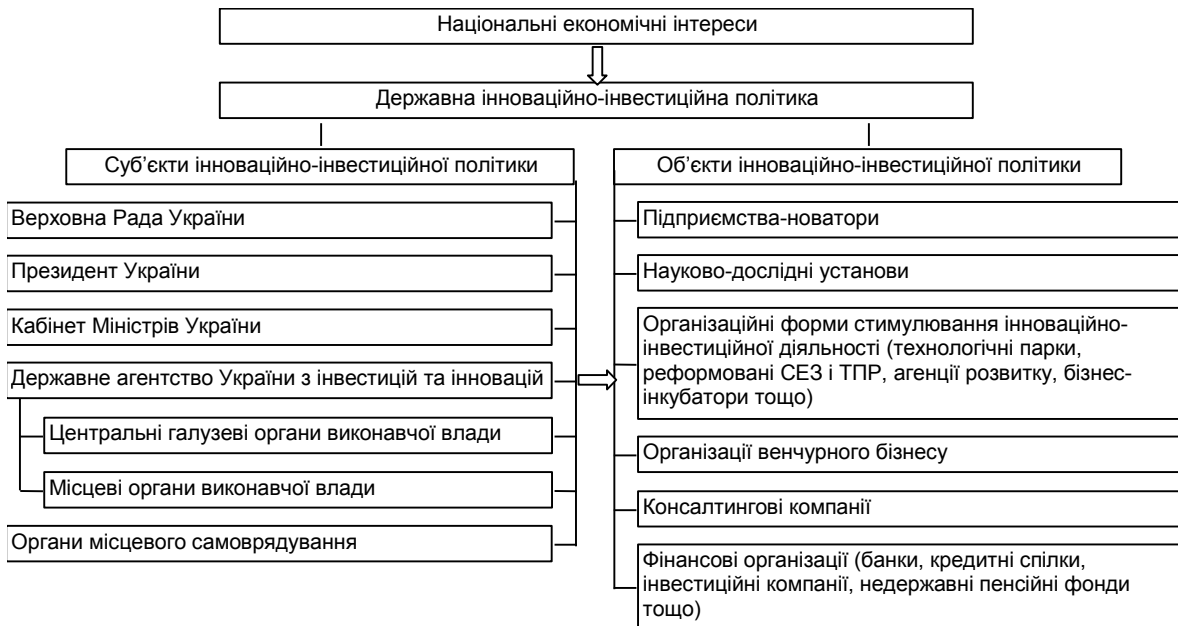 Національні економічні інтереси
Державна інноваційно-інвестиційна політика
Суб’єкти інноваційно-інвестиційної політики
Верховна Рада України
Президент України
Кабінет Міністрів України
Державне агентство України з інвестицій та інновацій
Центральні галузеві органи виконавчої влади
Місцеві органи виконавчої влади
Органи місцевого самоврядування
Об’єкти інноваційно-інвестиційної політики
Підприємства-новатори
Науково-дослідні установи
Організаційні форми стимулювання інноваційно-
інвестиційної діяльності (технологічні парки,
реформовані СЕЗ і ТПР, агенції розвитку, бізнес-
інкубатори тощо)
Організації венчурного бізнесу
Консалтингові компанії
Фінансові організації (банки, кредитні спілки,
інвестиційні компанії, недержавні пенсійні фонди
тощо)